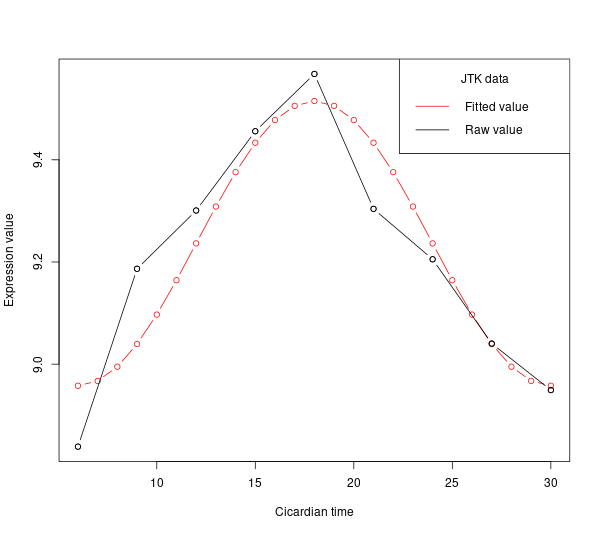 JTK data
Fitted value
Raw value
9.4
9.2
9.0
Expression value
10 15 20 25 30
Cicardian time